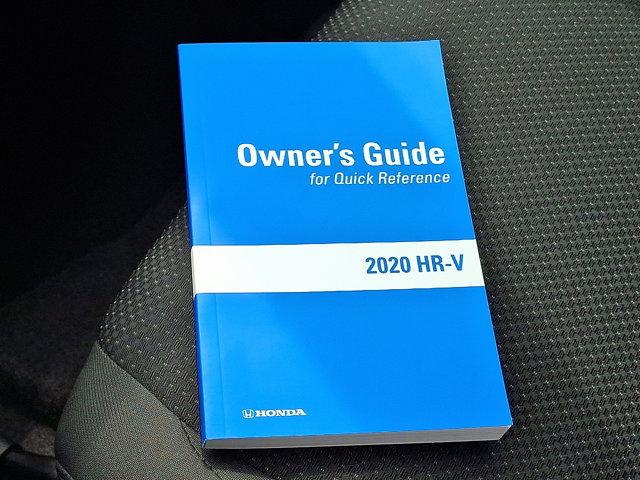 Owner's Guide
for Quick Reference
2020 HR-V
HONDA